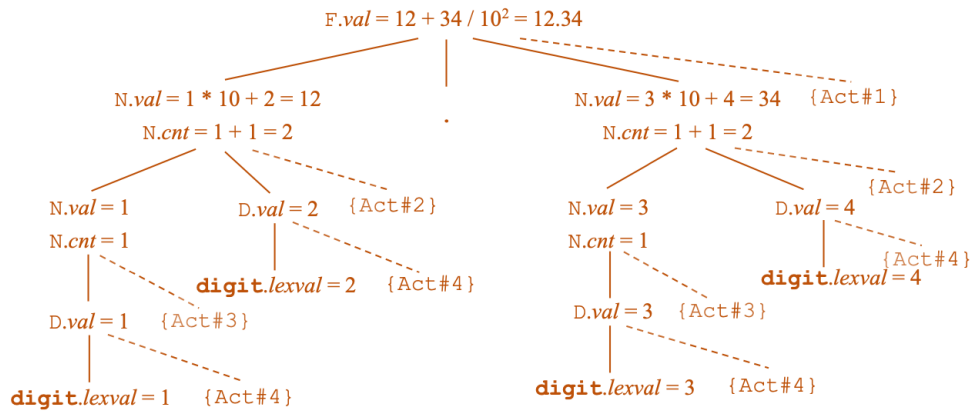 F.val = 12 + 34 / 10² = 12.34
N.val = 1 * 10 + 2 = 12
.
N.val = 3 * 10 + 4 = 34 {Act#1}
N.cnt = 1 + 1 = 2
N.cnt = 1 + 1 = 2
N.val = 1
D.val = 2 {Act#2}
N.val = 3
D.val = 4
{Act#2}
N.cnt = 1
N.cnt = 1
digit.lexval = 2 {Act#4}
digit.lexval = 4
{Act#4}
D.val = 1 {Act#3}
D.val = 3 {Act#3}
digit.lexval = 1 {Act#4}
digit.lexval = 3 {Act#4}